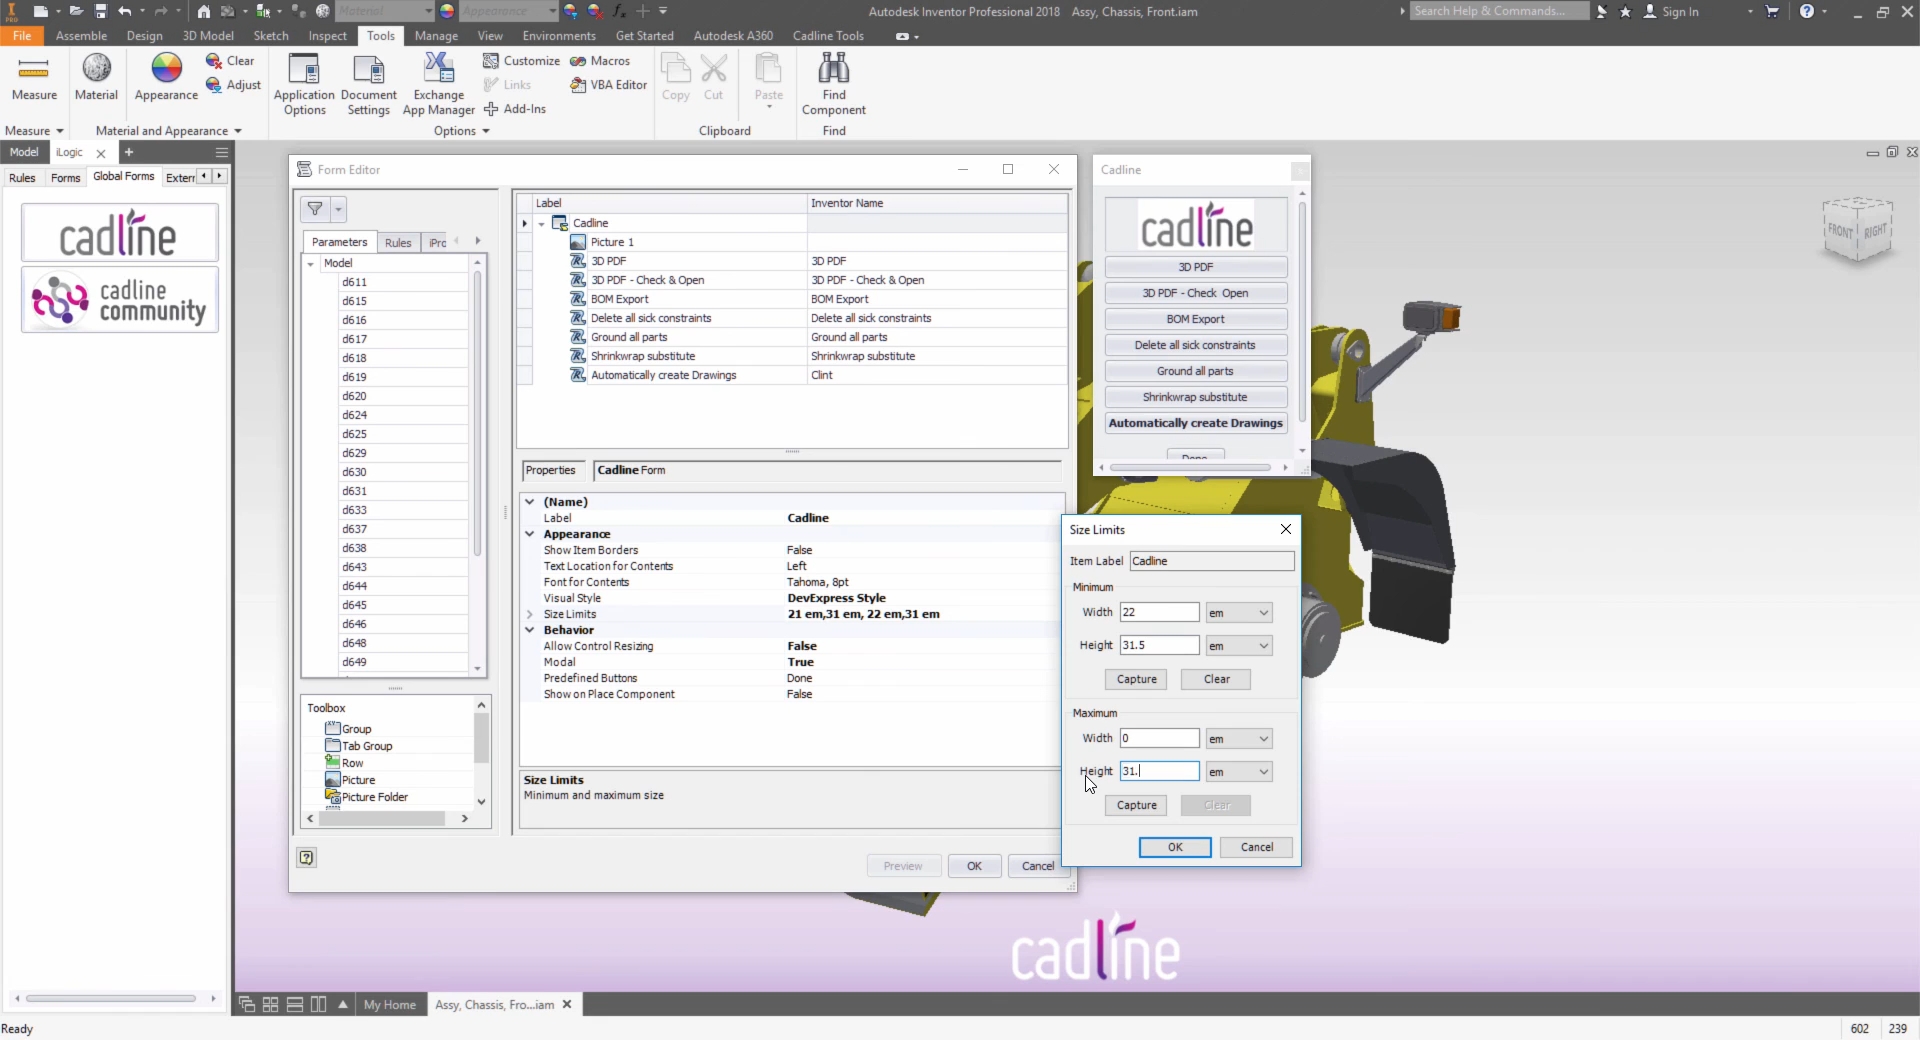 PRO
Material
Appearance
Autodesk Inventor Professional 2018 Assy, Chassis, Front.iam
Search Help & Commands...
Sign In
File
Assemble
Design
3D Model
Sketch
Inspect
Tools
Manage
View
Environments
Get Started
Autodesk A360
Cadline Tools
Measure
Material
Appearance
Clear
Adjust
Application Options
Document Settings
Exchange App Manager
Customize
Links
Add-Ins
Macros
VBA Editor
Copy
Cut
Paste
Find Component
Measure
Material and Appearance
Options
Clipboard
Find
Model
iLogic
Rules
Forms
Global Forms
Extern
cadline
cadline
community
Form Editor
Parameters
Rules
iPro
Model
d611
d615
d616
d617
d618
d619
d620
d624
d625
d629
d630
d631
d633
d637
d638
d643
d644
d645
d646
d648
d649
Toolbox
Group
Tab Group
Row
Picture
Picture Folder
Label Inventor Name
Cadline
Picture 1
3D PDF 3D PDF
3D PDF - Check & Open 3D PDF - Check & Open
BOM Export BOM Export
Delete all sick constraints Delete all sick constraints
Ground all parts Ground all parts
Shrinkwrap substitute Shrinkwrap substitute
Automatically create Drawings Clint
Properties Cadline Form
(Name)
Label Cadline
Appearance
Show Item Borders False
Text Location for Contents Left
Font for Contents Tahoma, 8pt
Visual Style DevExpress Style
Size Limits 21 em,31 em, 22 em,31 em
Behavior
Allow Control Resizing False
Modal True
Predefined Buttons Done
Show on Place Component False
Size Limits
Minimum and maximum size
Preview
OK
Cancel
Cadline
cadline
3D PDF
3D PDF - Check Open
BOM Export
Delete all sick constraints
Ground all parts
Shrinkwrap substitute
Automatically create Drawings
Done
Size Limits
Item Label Cadline
Minimum
Width 22 em
Height 31.5 em
Capture Clear
Maximum
Width 0 em
Height 31. em
Capture Clear
OK Cancel
FRONT RIGHT
cadline
My Home
Assy, Chassis, Fro...iam
Ready
602 239